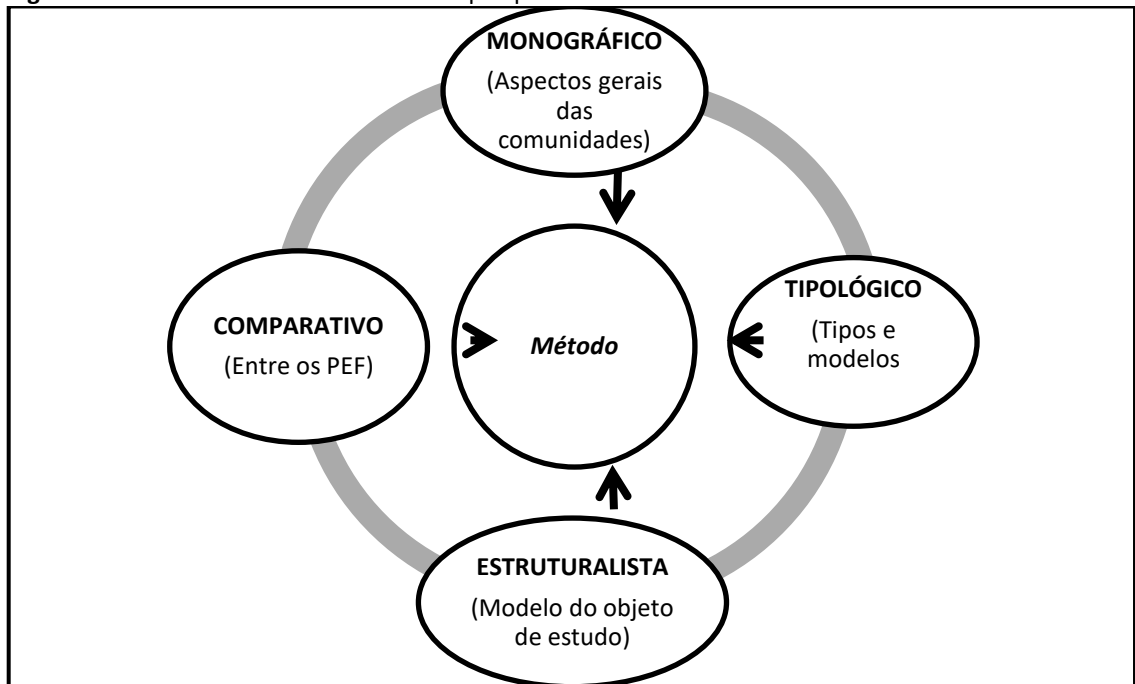 MONOGRÁFICO
(Aspectos gerais
das
comunidades)
COMPARATIVO
(Entre os PEF)
Método
TIPOLÓGICO
(Tipos e
modelos
ESTRUTURALISTA
(Modelo do objeto
de estudo)